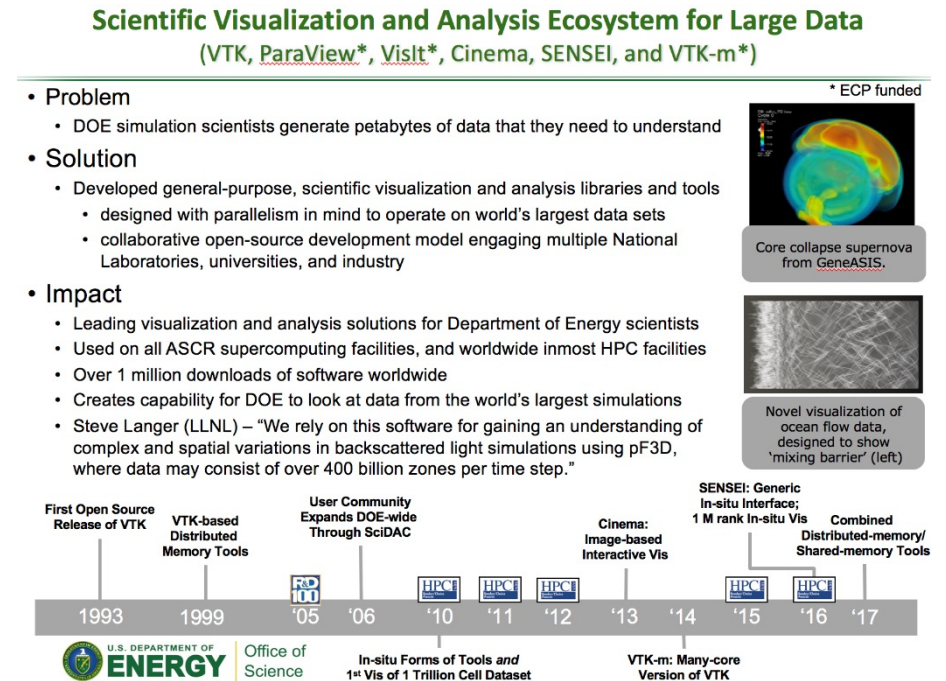 Scientific Visualization and Analysis Ecosystem for Large Data
(VTK, ParaView*, VisIt*, Cinema, SENSEI, and VTK-m*)
* ECP funded
• Problem
• DOE simulation scientists generate petabytes of data that they need to understand
• Solution
• Developed general-purpose, scientific visualization and analysis libraries and tools
• designed with parallelism in mind to operate on world's largest data sets
• collaborative open-source development model engaging multiple National
Laboratories, universities, and industry
• Impact
• Leading visualization and analysis solutions for Department of Energy scientists
• Used on all ASCR supercomputing facilities, and worldwide inmost HPC facilities
• Over 1 million downloads of software worldwide
• Creates capability for DOE to look at data from the world's largest simulations
• Steve Langer (LLNL) – “We rely on this software for gaining an understanding of
complex and spatial variations in backscattered light simulations using pF3D,
where data may consist of over 400 billion zones per time step.”
Core collapse supernova
from GeneASIS.
Novel visualization of
ocean flow data,
designed to show
‘mixing barrier’ (left)
First Open Source
Release of VTK
VTK-based
Distributed
Memory Tools
User Community
Expands DOE-wide
Through SciDAC
Cinema:
Image-based
Interactive Vis
SENSEI: Generic
In-situ Interface;
1 M rank In-situ Vis
Combined
Distributed-memory/
Shared-memory Tools
R&D
100
HPC
HPC
HPC
HPC
HPC
1993 1999 ‘05 ‘06 ‘10 ‘11 ‘12 ‘13 ‘14 ‘15 ‘16 ‘17
In-situ Forms of Tools and
1st Vis of 1 Trillion Cell Dataset
VTK-m: Many-core
Version of VTK
U.S. DEPARTMENT OF
ENERGY
Office of
Science